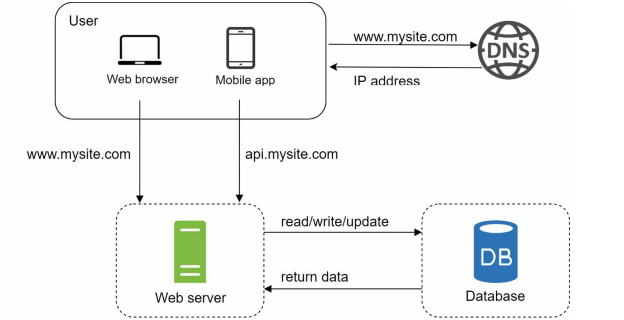 User
Web browser
Mobile app
www.mysite.com
DNS
IP address
www.mysite.com
api.mysite.com
Web server
read/write/update
return data
DB
Database